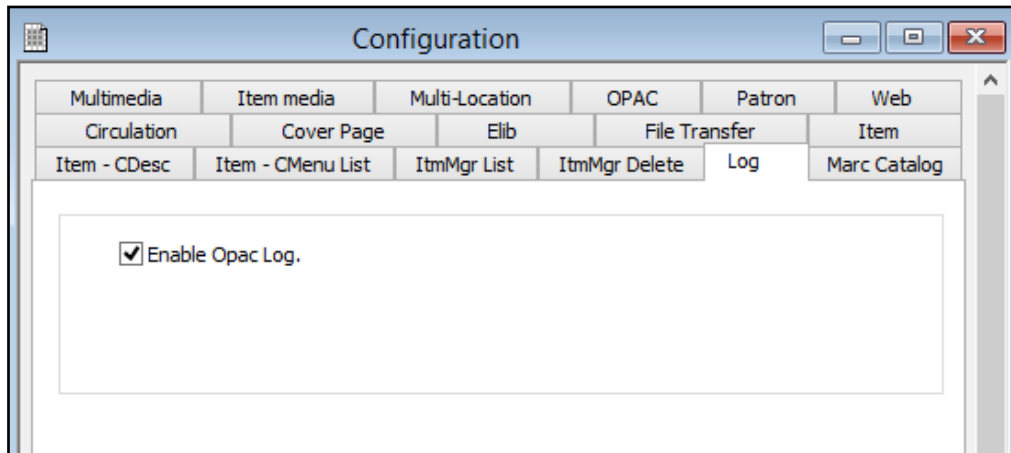 Configuration
Multimedia Item media Multi-Location OPAC Patron Web
Circulation Cover Page Elib File Transfer Item
Item - CDesc Item - CMenu List ItmMgr List ItmMgr Delete Log Marc Catalog
Enable Opac Log.